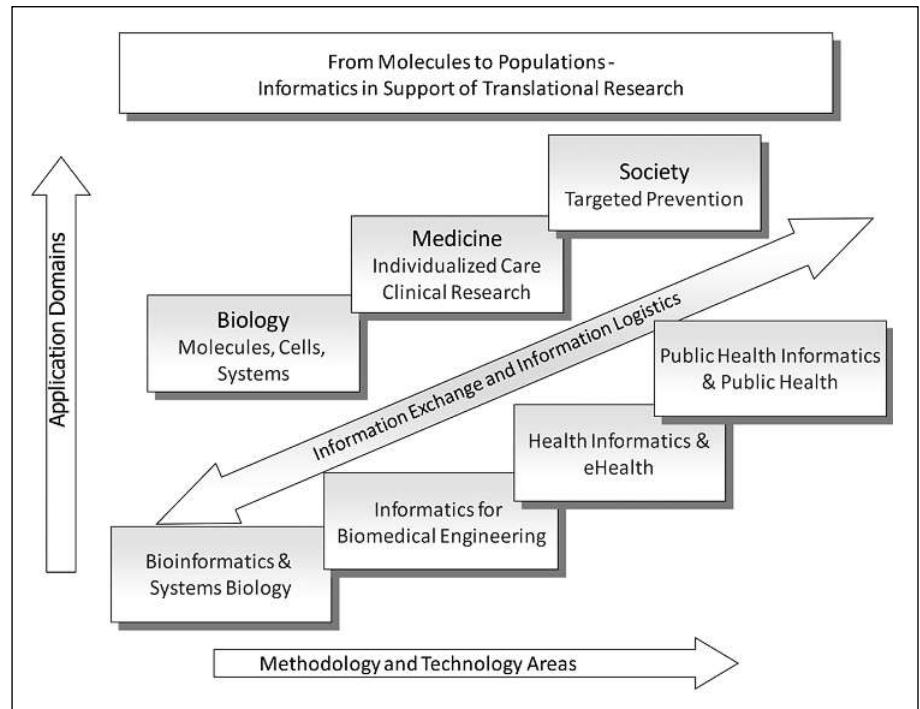 From Molecules to Populations -
Informatics in Support of Translational Research
Society
Targeted Prevention
Medicine
Individualized Care
Clinical Research
Biology
Molecules, Cells,
Systems
Application Domains
Information Exchange and Information Logistics
Public Health Informatics
& Public Health
Health Informatics &
eHealth
Informatics for
Biomedical Engineering
Bioinformatics &
Systems Biology
Methodology and Technology Areas